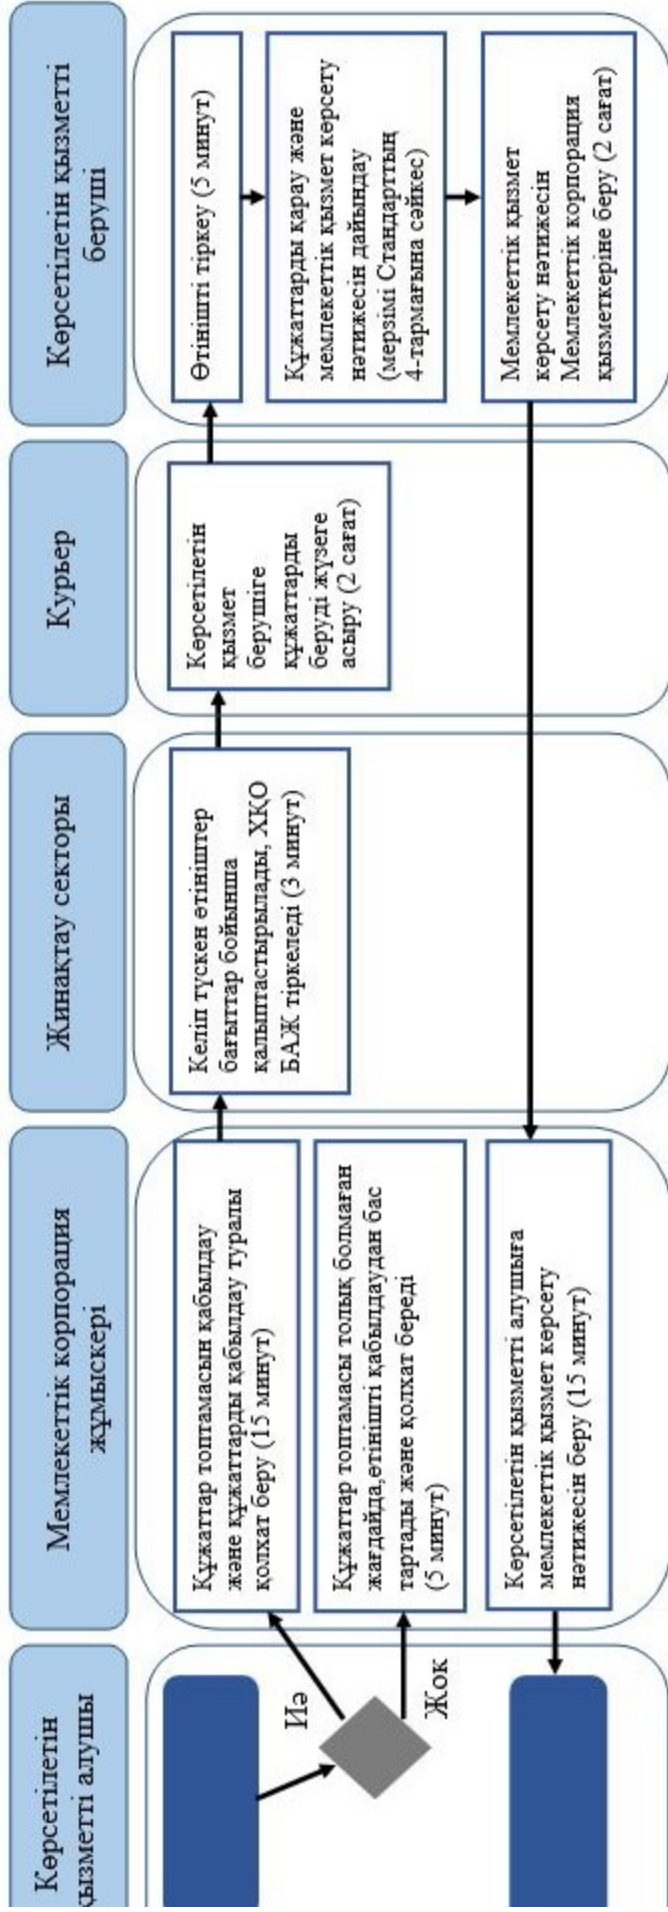 Көрсетілетін
қызметті алушы
Мемлекеттік корпорация
жұмыскері
Жинақтау секторы
Курьер
Көрсетілетін қызметті
беруші
Иә
Жок
Құжаттар топтамасын қабылдау
және құжаттарды қабылдау туралы
қолхат беру (15 минут)
Құжаттар топтамасы толық болмаған
жағдайда,өтінішті қабылдаудан бас
тартады және қолхат береді
(5 минут)
Көрсетілетін қызметті алушыға
мемлекеттік қызмет көрсету
нәтижесін беру (15 минут)
Келіп түскен өтініштер
бағыттар бойынша
қалыптастырылады, ХҚО
БАЖ тіркеледі (3 минут)
Көрсетілетін
қызмет
берушіге
құжаттарды
беруді жүзеге
асыру (2 сағат)
Өтінішті тіркеу (5 минут)
Құжаттарды қарау және
мемлекеттік қызмет көрсету
нәтижесін дайындау
(мерзімі Стандарттың
4-тармағына сәйкес)
Мемлекеттік қызмет
көрсету нәтижесін
Мемлекеттік корпорация
қызметкеріне беру (2 сағат)